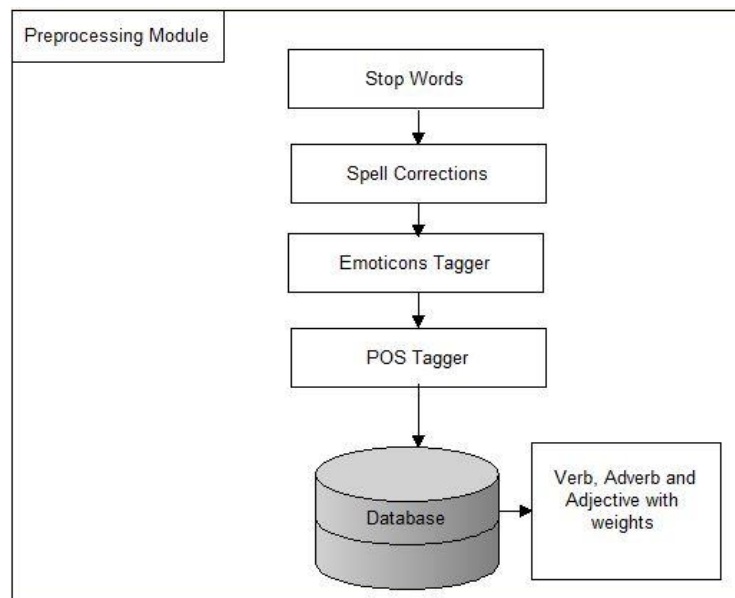 Preprocessing Module
Stop Words
Spell Corrections
Emoticons Tagger
POS Tagger
Database
Verb, Adverb and
Adjective with
weights